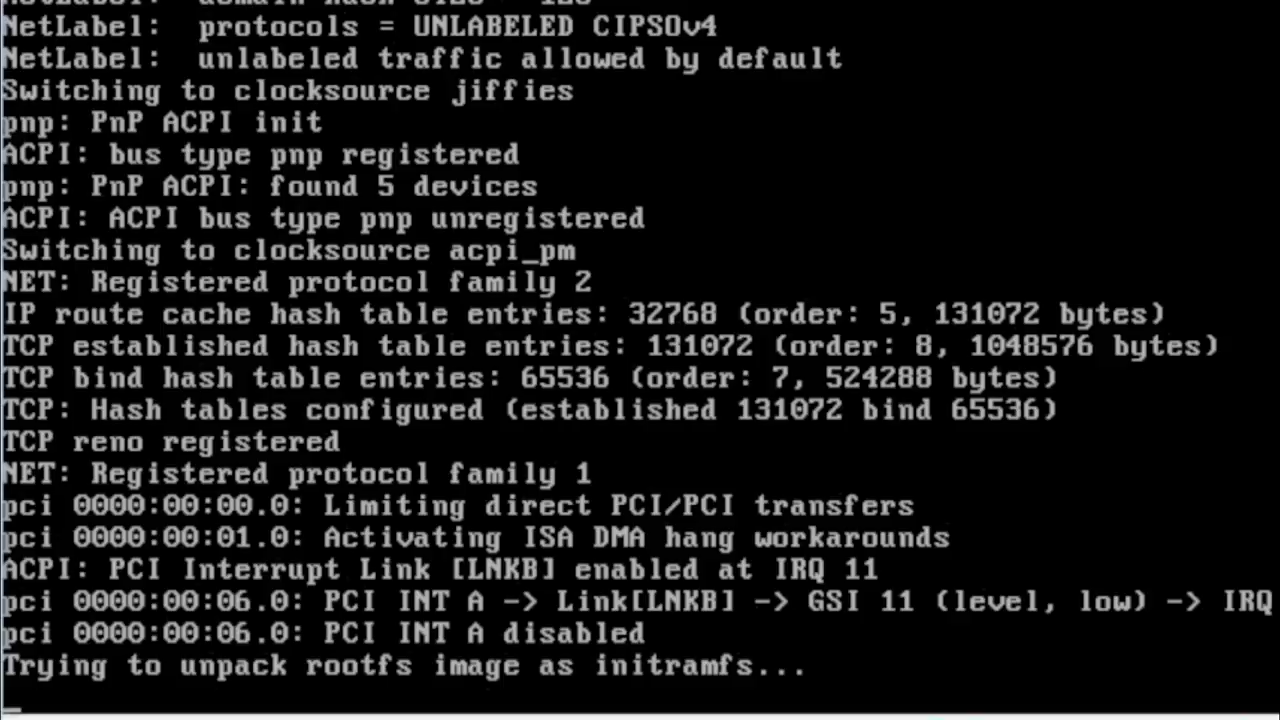 NetLabel:  domain hash size = 128
NetLabel:  protocols = UNLABELED CIPSOv4
NetLabel:  unlabeled traffic allowed by default
Switching to clocksource jiffies
pnp: PnP ACPI init
ACPI: bus type pnp registered
pnp: PnP ACPI: found 5 devices
ACPI: ACPI bus type pnp unregistered
Switching to clocksource acpi_pm
NET: Registered protocol family 2
IP route cache hash table entries: 32768 (order: 5, 131072 bytes)
TCP established hash table entries: 131072 (order: 8, 1048576 bytes)
TCP bind hash table entries: 65536 (order: 7, 524288 bytes)
TCP: Hash tables configured (established 131072 bind 65536)
TCP reno registered
NET: Registered protocol family 1
pci 0000:00:00.0: Limiting direct PCI/PCI transfers
pci 0000:00:01.0: Activating ISA DMA hang workarounds
ACPI: PCI Interrupt Link [LNKB] enabled at IRQ 11
pci 0000:00:06.0: PCI INT A -> Link[LNKB] -> GSI 11 (level, low) -> IRQ
pci 0000:00:06.0: PCI INT A disabled
Trying to unpack rootfs image as initramfs...
_